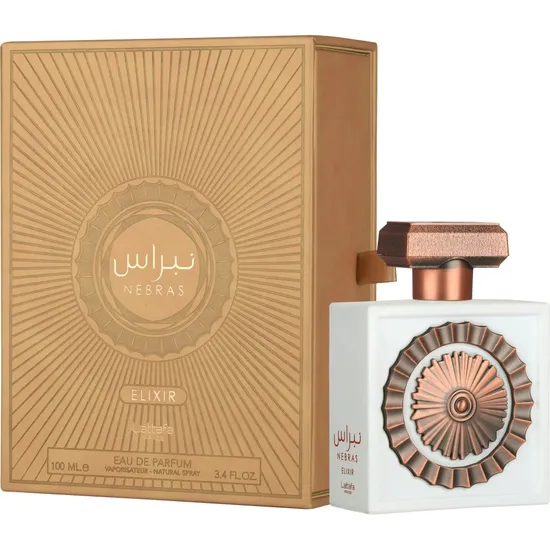 نبراس
NEBRAS
ELIXIR
Lattafa
EAU DE PARFUM
100 ML ℮
VAPORISATEUR - NATURAL SPRAY
3.4 FL.OZ.
نبراس
NEBRAS
ELIXIR
Lattafa